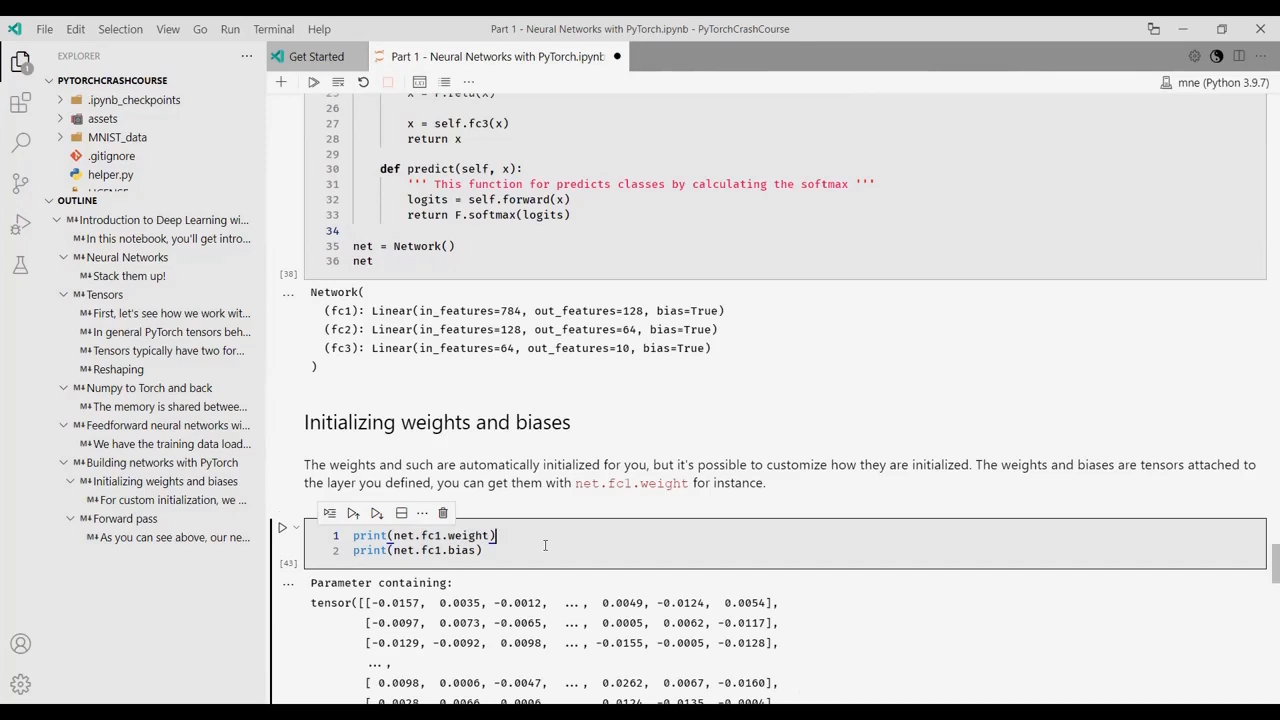 File Edit Selection View Go Run Terminal Help
Part 1 - Neural Networks with PyTorch.ipynb - PyTorchCrashCourse
EXPLORER
PYTORCHCRASHCOURSE
.ipynb_checkpoints
assets
MNIST_data
.gitignore
helper.py
OUTLINE
Introduction to Deep Learning wi...
In this notebook, you'll get intro...
Neural Networks
Stack them up!
Tensors
First, let's see how we work wit...
In general PyTorch tensors beh...
Tensors typically have two for...
Reshaping
Numpy to Torch and back
The memory is shared betwee...
Feedforward neural networks wi...
We have the training data load...
Building networks with PyTorch
Initializing weights and biases
For custom initialization, we ...
Forward pass
As you can see above, our ne...
Get Started
Part 1 - Neural Networks with PyTorch.ipynb
mne (Python 3.9.7)
25 x = F.relu(x)
26
27 x = self.fc3(x)
28 return x
29
30 def predict(self, x):
31 ''' This function for predicts classes by calculating the softmax '''
32 logits = self.forward(x)
33 return F.softmax(logits)
34
35 net = Network()
36 net
[38]
... Network(
(fc1): Linear(in_features=784, out_features=128, bias=True)
(fc2): Linear(in_features=128, out_features=64, bias=True)
(fc3): Linear(in_features=64, out_features=10, bias=True)
)
Initializing weights and biases
The weights and such are automatically initialized for you, but it's possible to customize how they are initialized. The weights and biases are tensors attached to
the layer you defined, you can get them with net.fc1.weight for instance.
1 print(net.fc1.weight)
2 print(net.fc1.bias)
[43]
... Parameter containing:
tensor([[-0.0157, 0.0035, -0.0012, ..., 0.0049, -0.0124, 0.0054],
[-0.0097, 0.0073, -0.0065, ..., 0.0005, 0.0062, -0.0117],
[-0.0129, -0.0092, 0.0098, ..., -0.0155, -0.0005, -0.0128],
...,
[ 0.0098, 0.0006, -0.0047, ..., 0.0262, 0.0067, -0.0160],